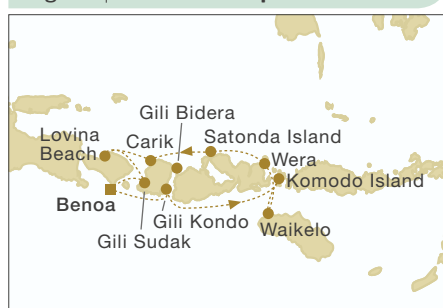 Gili Bidera
Lovina
Beach
Carik
Satonda Island
Wera
Komodo Island
Benoa
Gili Kondo
Gili Sudak
Waikelo